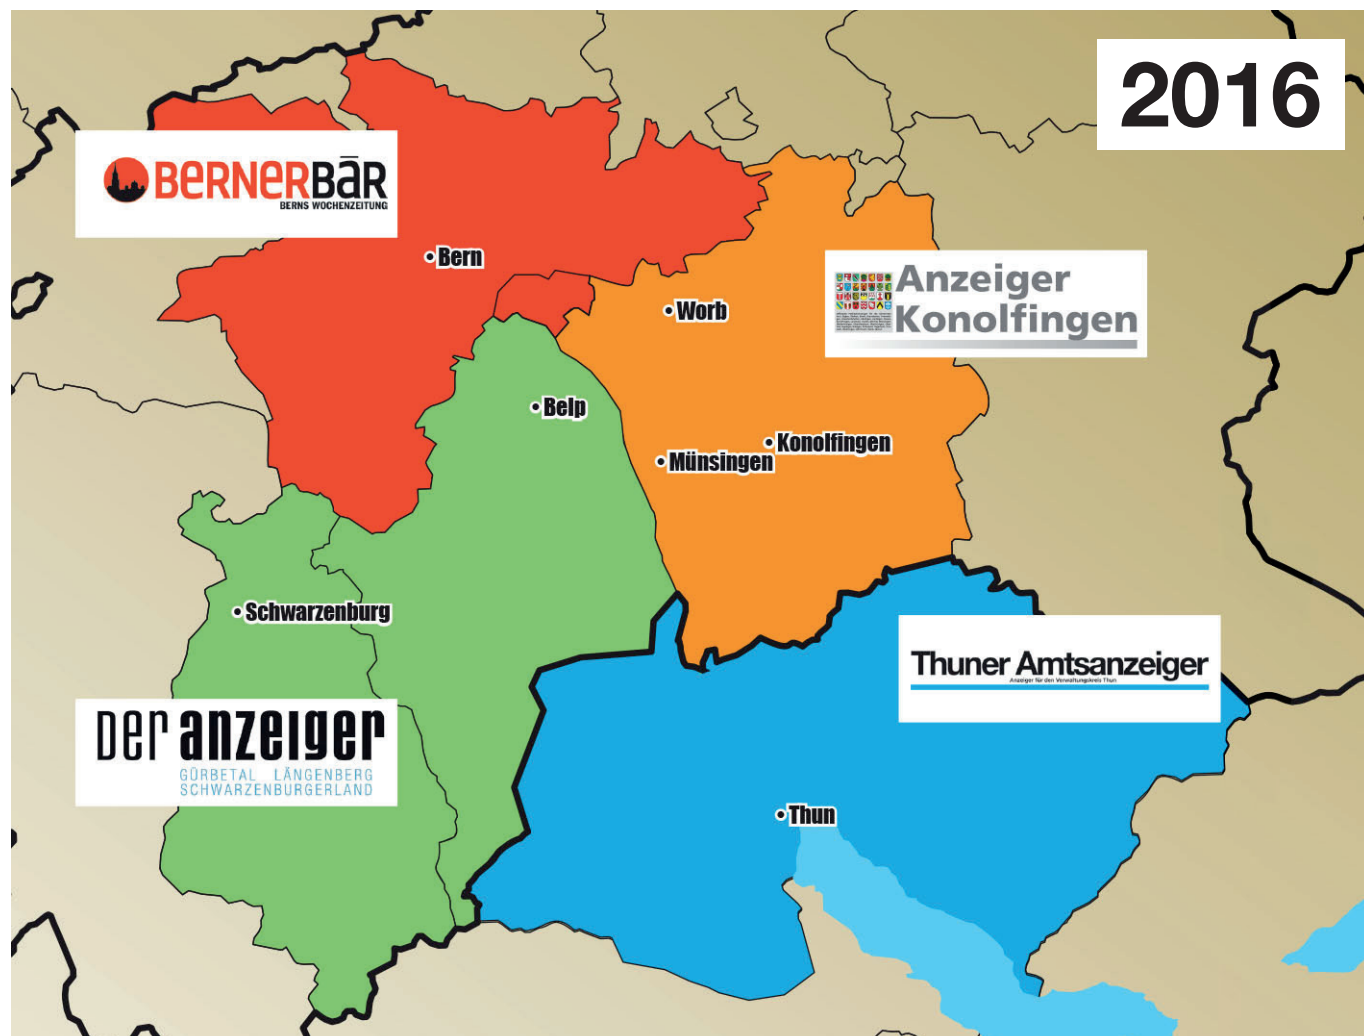 2016
BERNERBÄR
BERNS WOCHENZEITUNG
Bern
Anzeiger
Konolfingen
Worb
Belp
Konolfingen
Münsingen
Schwarzenburg
Thuner Amtsanzeiger
Anzeiger für den Verwaltungskreis Thun
Der anzeiger
GÜRBETAL LÄNGENBERG
SCHWARZENBURGERLAND
Thun